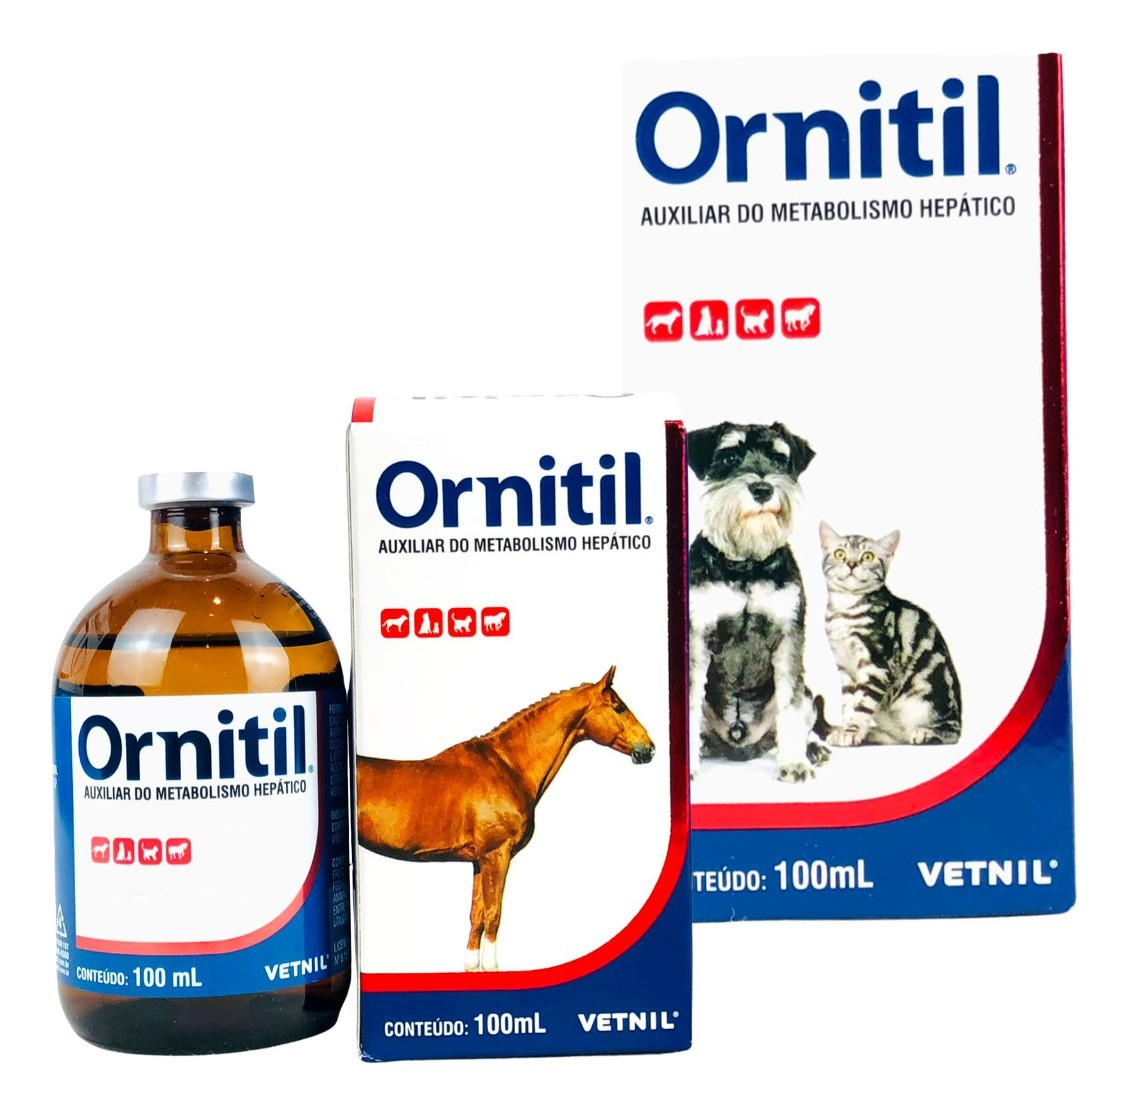 Ornitil®
AUXILIAR DO METABOLISMO HEPÁTICO
TEÚDO: 100mL VETNIL®
Ornitil®
AUXILIAR DO METABOLISMO HEPÁTICO
CONTEÚDO: 100mL VETNIL®
Ornitil®
AUXILIAR DO METABOLISMO HEPÁTICO
CONTEÚDO: 100 mL VETNIL®